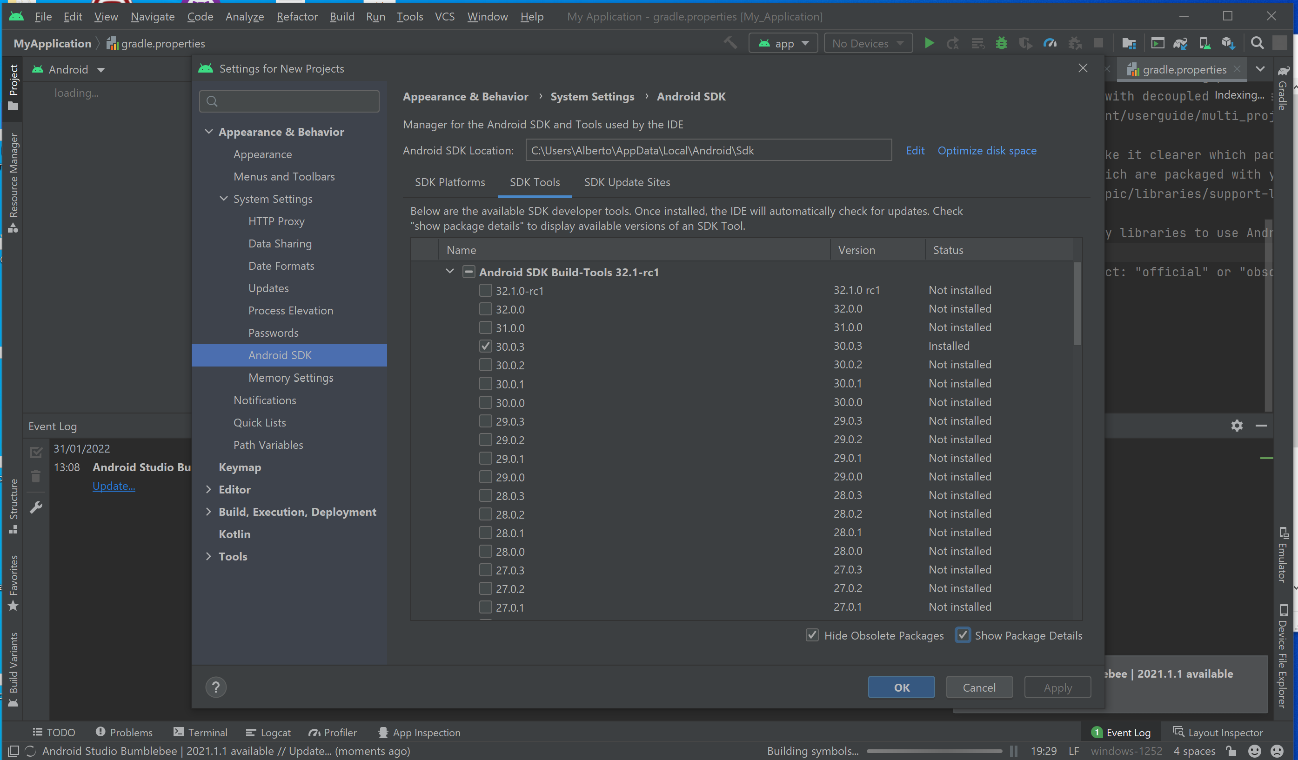 File Edit View Navigate Code Analyze Refactor Build Run Tools VCS Window Help My Application - gradle.properties [My_Application]
MyApplication gradle.properties app No Devices
Android
loading...
Project
Resource Manager
Structure
Favorites
Build Variants
Settings for New Projects
Appearance & Behavior
Appearance
Menus and Toolbars
System Settings
HTTP Proxy
Data Sharing
Date Formats
Updates
Process Elevation
Passwords
Android SDK
Memory Settings
Notifications
Quick Lists
Path Variables
Keymap
Editor
Build, Execution, Deployment
Kotlin
Tools
Appearance & Behavior › System Settings › Android SDK
Manager for the Android SDK and Tools used by the IDE
Android SDK Location: C:\Users\Alberto\AppData\Local\Android\Sdk Edit Optimize disk space
SDK Platforms SDK Tools SDK Update Sites
Below are the available SDK developer tools. Once installed, the IDE will automatically check for updates. Check
"show package details" to display available versions of an SDK Tool.
Name Version Status
Android SDK Build-Tools 32.1-rc1
32.1.0-rc1 32.1.0 rc1 Not installed
32.0.0 32.0.0 Not installed
31.0.0 31.0.0 Not installed
30.0.3 30.0.3 Installed
30.0.2 30.0.2 Not installed
30.0.1 30.0.1 Not installed
30.0.0 30.0.0 Not installed
29.0.3 29.0.3 Not installed
29.0.2 29.0.2 Not installed
29.0.1 29.0.1 Not installed
29.0.0 29.0.0 Not installed
28.0.3 28.0.3 Not installed
28.0.2 28.0.2 Not installed
28.0.1 28.0.1 Not installed
28.0.0 28.0.0 Not installed
27.0.3 27.0.3 Not installed
27.0.2 27.0.2 Not installed
27.0.1 27.0.1 Not installed
Hide Obsolete Packages Show Package Details
? OK Cancel Apply
gradle.properties
with decoupled Indexing...
nt/userguide/multi_proj
ke it clearer which pac
ich are packaged with y
pic/libraries/support-l
y libraries to use Andr
ct: "official" or "obso
Gradle
Emulator
Device File Explorer
Event Log
31/01/2022
13:08 Android Studio Bu
Update...
ebee | 2021.1.1 available
TODO Problems Terminal Logcat Profiler App Inspection 1 Event Log Layout Inspector
Android Studio Bumblebee | 2021.1.1 available // Update... (moments ago) Building symbols... 19:29 LF windows-1252 4 spaces